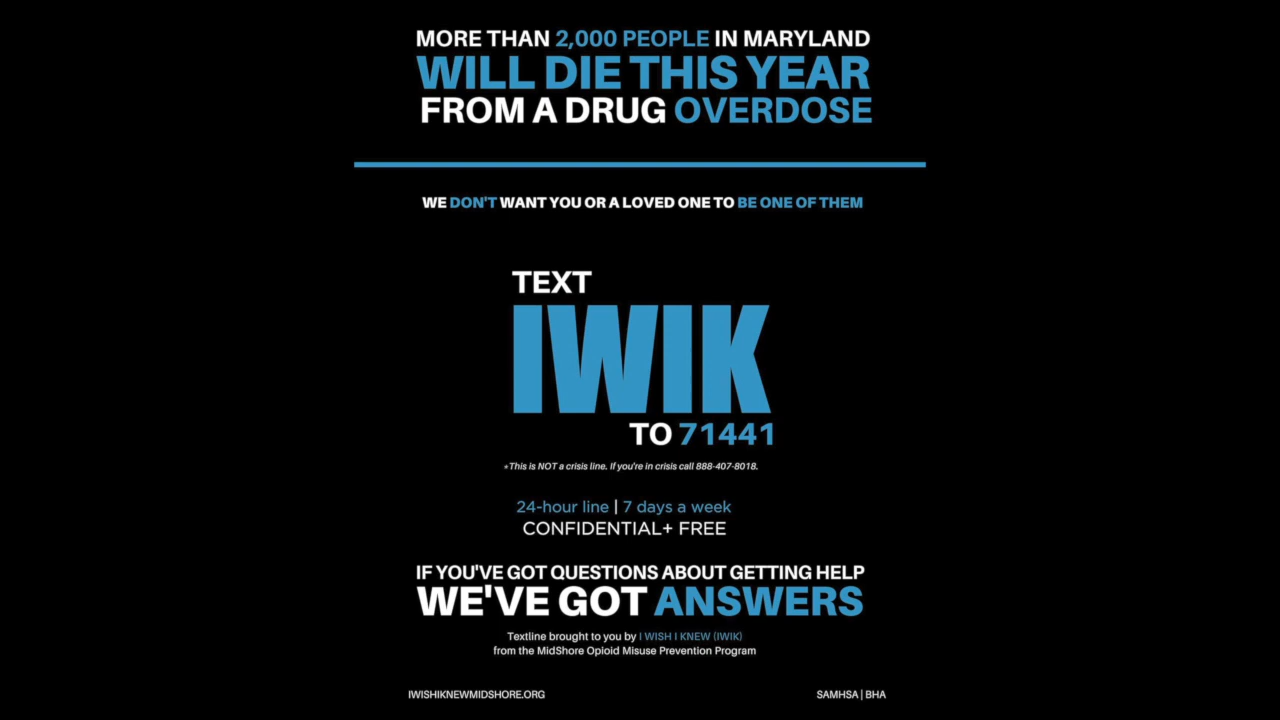 MORE THAN 2,000 PEOPLE IN MARYLAND
WILL DIE THIS YEAR
FROM A DRUG OVERDOSE
WE DON'T WANT YOU OR A LOVED ONE TO BE ONE OF THEM
TEXT
IWIK
TO 71441
*This is NOT a crisis line. If you're in crisis call 888-407-8018.
24-hour line | 7 days a week
CONFIDENTIAL+ FREE
IF YOU'VE GOT QUESTIONS ABOUT GETTING HELP
WE'VE GOT ANSWERS
Textline brought to you by I WISH I KNEW (IWIK)
from the MidShore Opioid Misuse Prevention Program
IWISHIKNEWMIDSHORE.ORG
SAMHSA | BHA